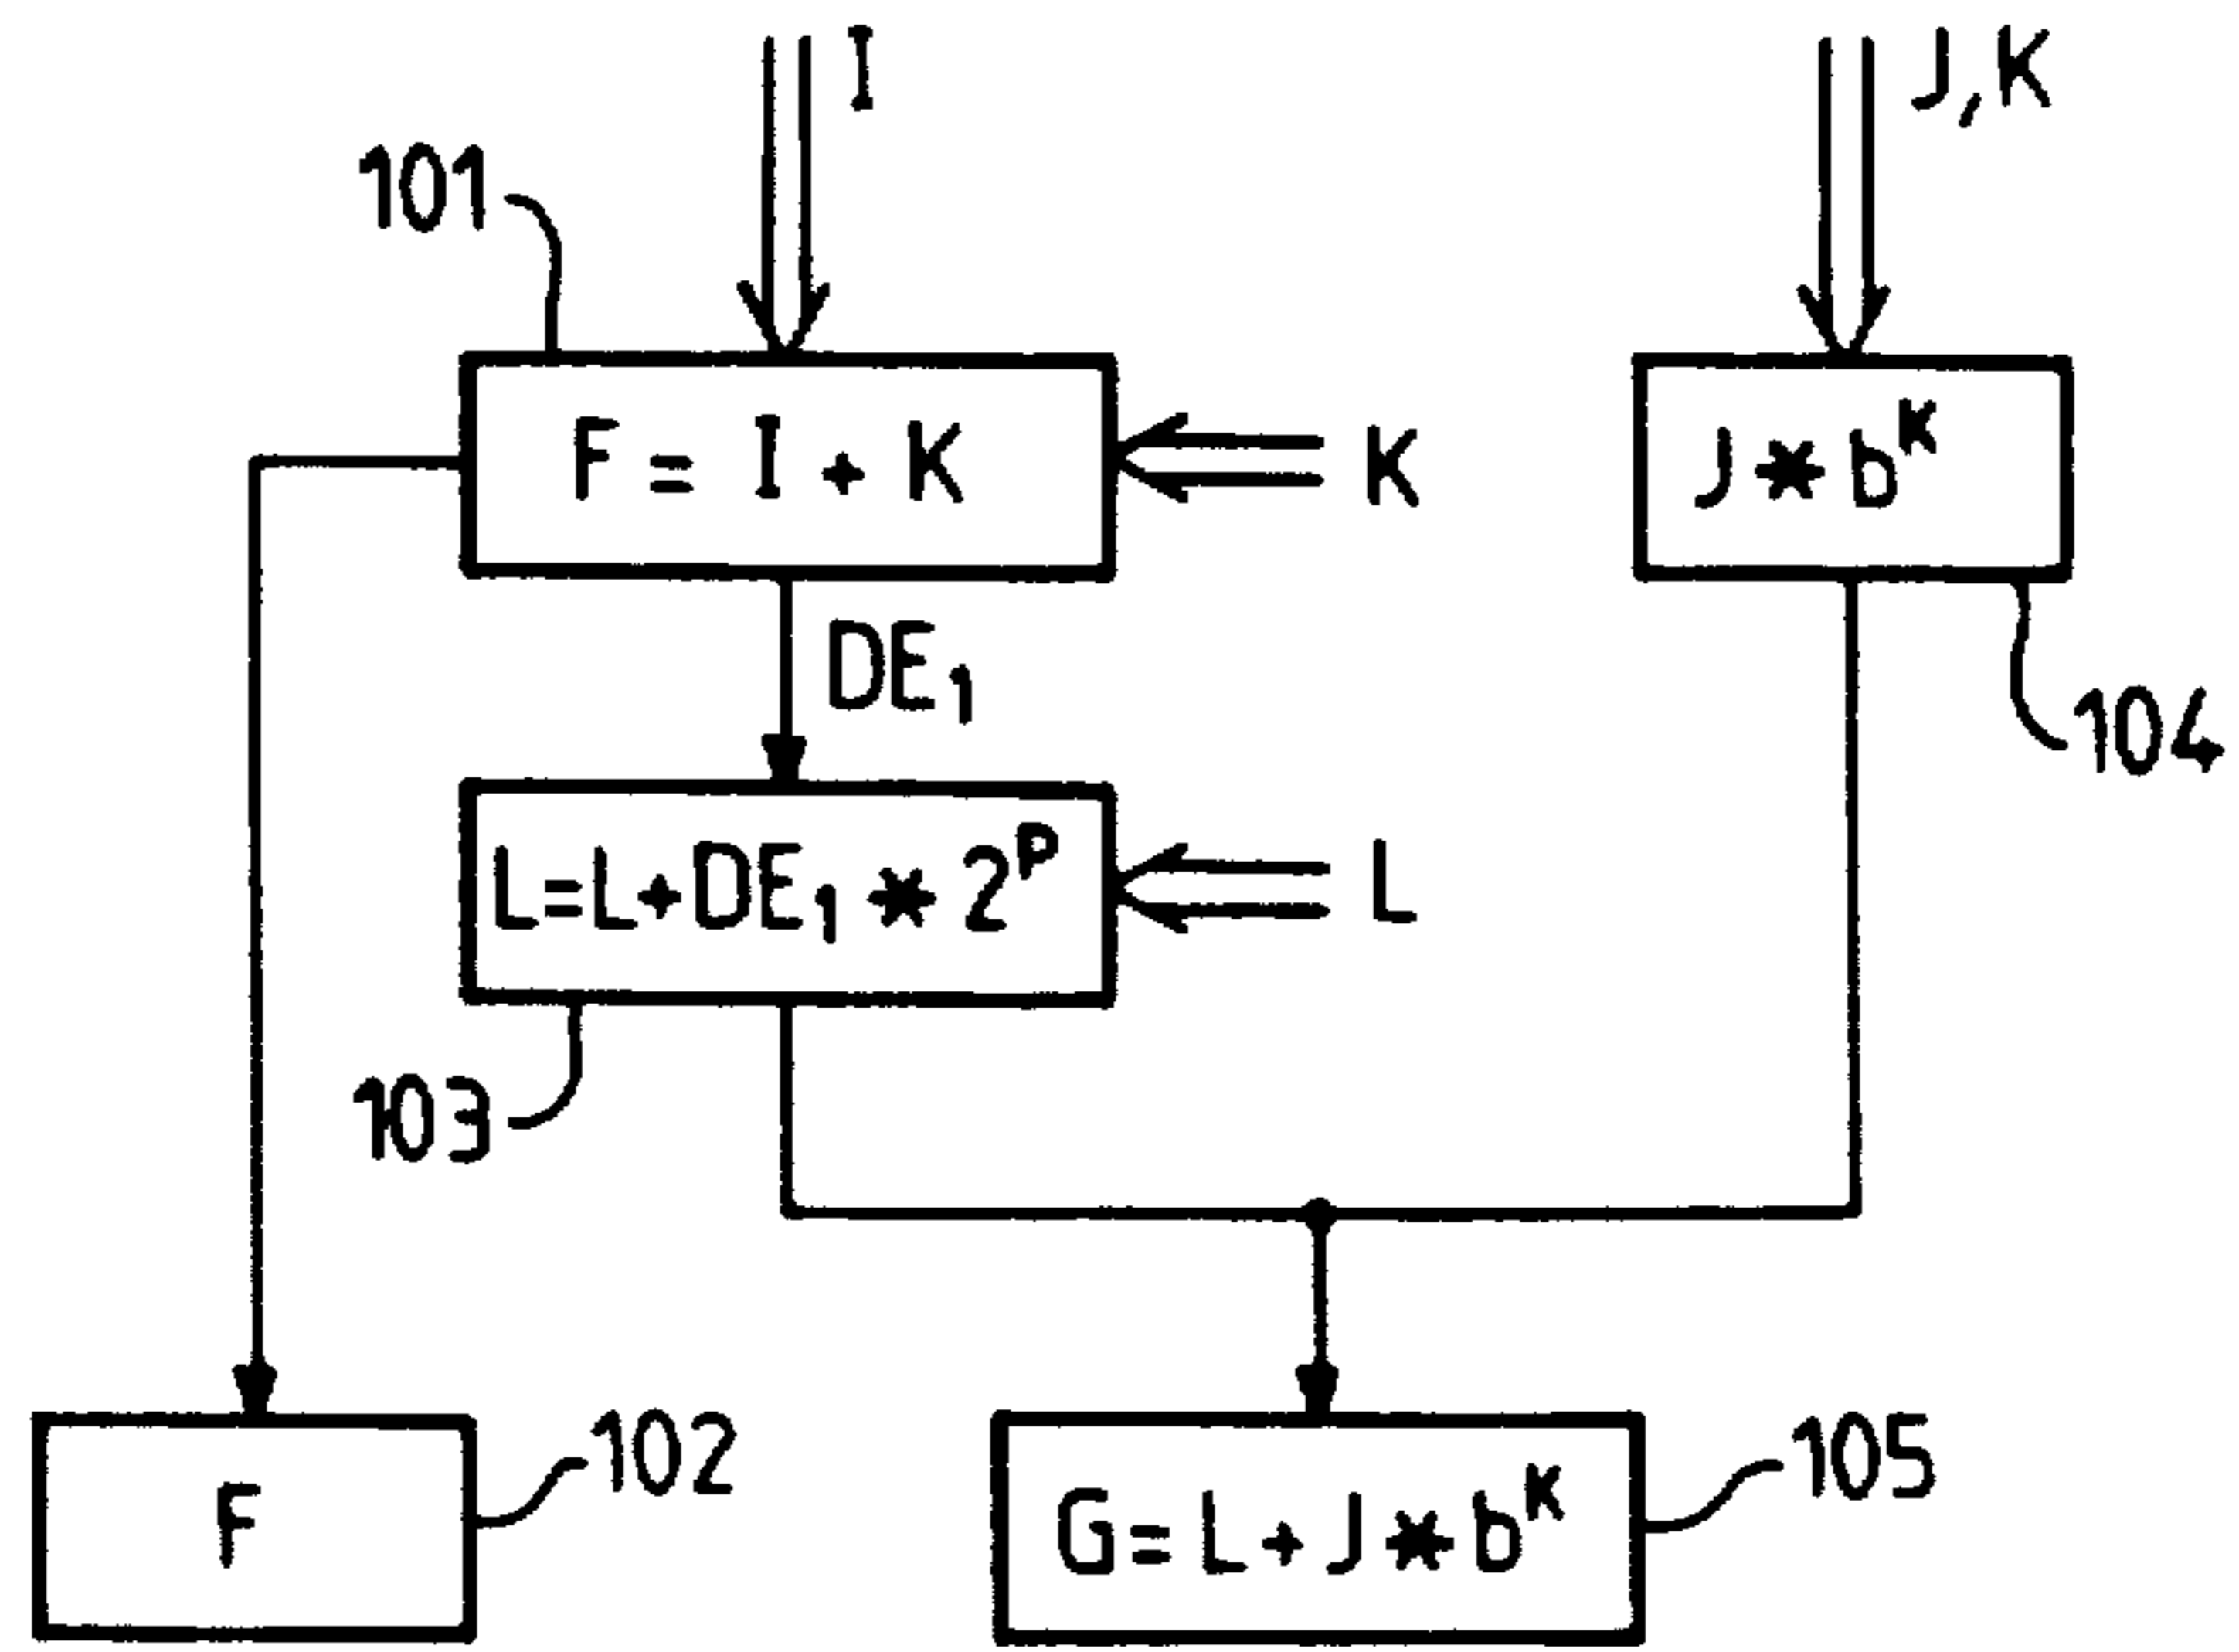 I
J,K
101
F = I + K
K
J * b^K
DE₁
104
L=L+DE₁ * 2^P
L
103
102
105
F
G= L + J * b^K